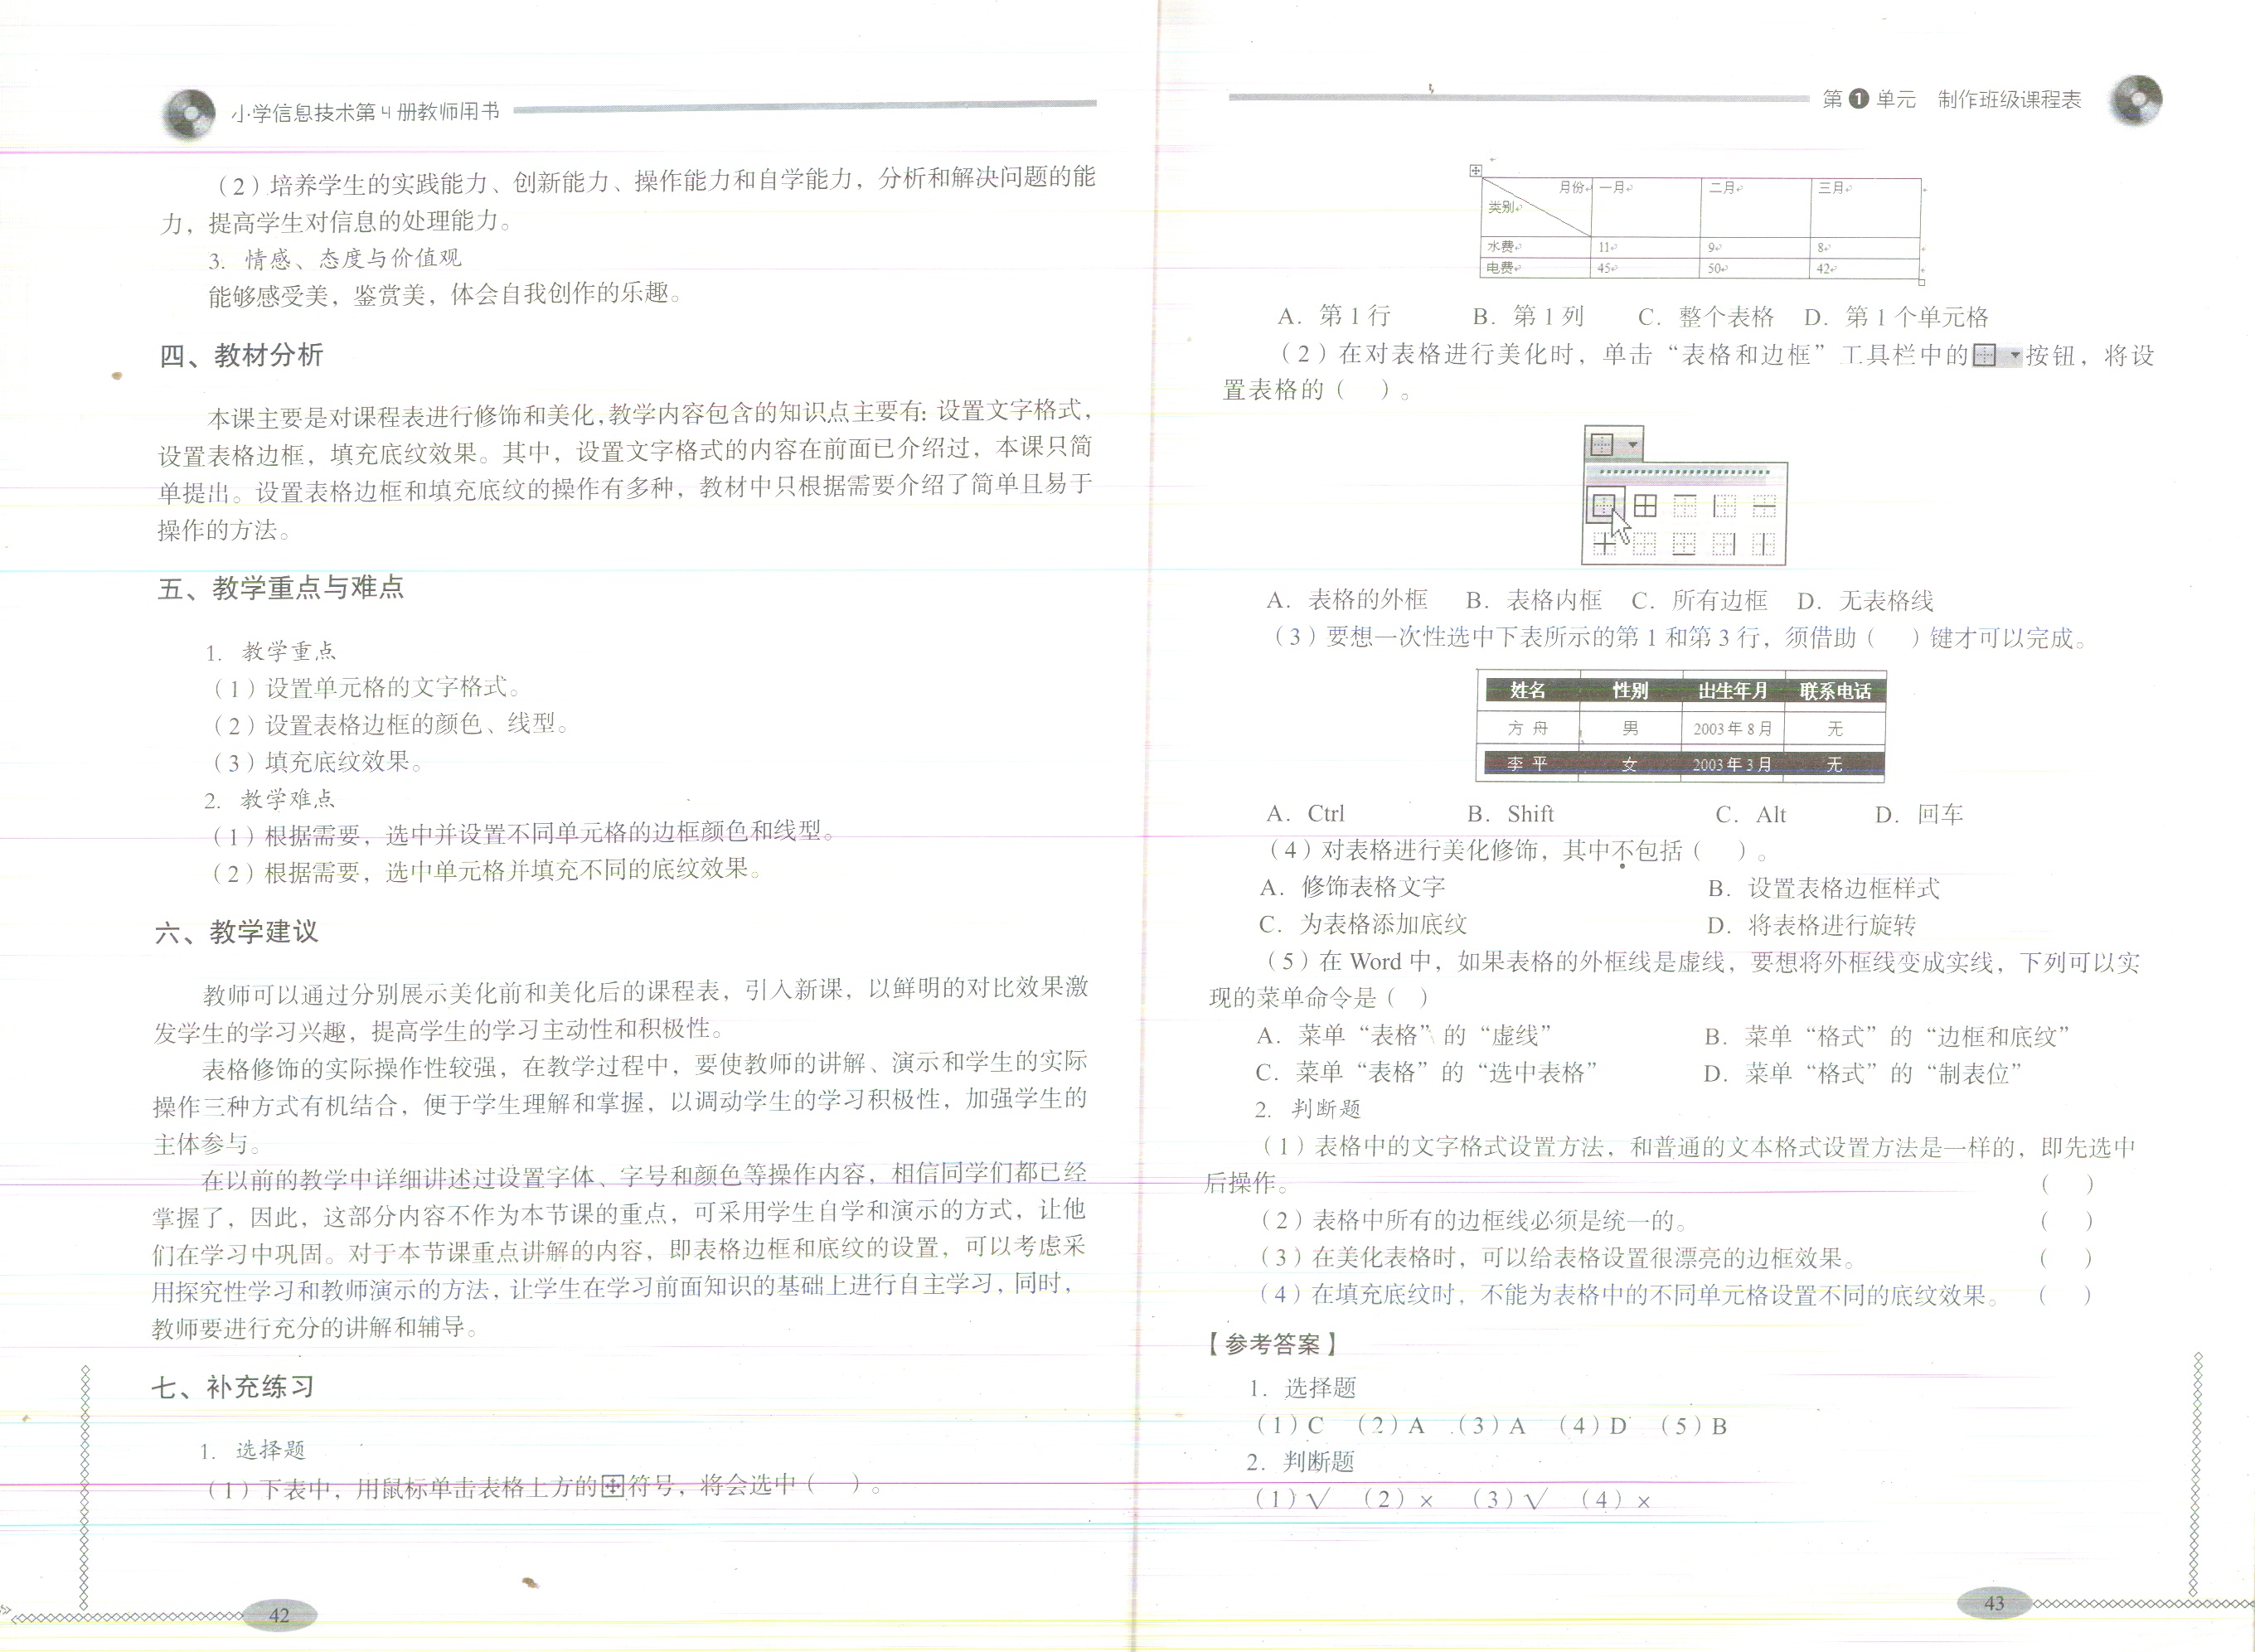 小学信息技术第4册教师用书
（2）培养学生的实践能力、创新能力、操作能力和自学能力，分析和解决问题的能
力，提高学生对信息的处理能力。
3. 情感、态度与价值观
能够感受美，鉴赏美，体会自我创作的乐趣。
四、教材分析
本课主要是对课程表进行修饰和美化，教学内容包含的知识点主要有：设置文字格式，
设置表格边框，填充底纹效果。其中，设置文字格式的内容在前面已介绍过，本课只简
单提出。设置表格边框和填充底纹的操作有多种，教材中只根据需要介绍了简单且易于
操作的方法。
五、教学重点与难点
1. 教学重点
（1）设置单元格的文字格式。
（2）设置表格边框的颜色、线型。
（3）填充底纹效果。
2. 教学难点
（1）根据需要，选中并设置不同单元格的边框颜色和线型。
（2）根据需要，选中单元格并填充不同的底纹效果。
六、教学建议
教师可以通过分别展示美化前和美化后的课程表，引入新课，以鲜明的对比效果激
发学生的学习兴趣，提高学生的学习主动性和积极性。
表格修饰的实际操作性较强，在教学过程中，要使教师的讲解、演示和学生的实际
操作三种方式有机结合，便于学生理解和掌握，以调动学生的学习积极性，加强学生的
主体参与。
在以前的教学中详细讲述过设置字体、字号和颜色等操作内容，相信同学们都已经
掌握了，因此，这部分内容不作为本节课的重点，可采用学生自学和演示的方式，让他
们在学习中巩固。对于本节课重点讲解的内容，即表格边框和底纹的设置，可以考虑采
用探究性学习和教师演示的方法，让学生在学习前面知识的基础上进行自主学习，同时，
教师要进行充分的讲解和辅导。
七、补充练习
1. 选择题
（1）下表中，用鼠标单击表格上方的符号，将会选中（ ）。
42
第1单元 制作班级课程表
月份 一月 二月 三月
类别
水费 11 9 8
电费 45 50 42
A. 第1行 B. 第1列 C. 整个表格 D. 第1个单元格
（2）在对表格进行美化时，单击“表格和边框”工具栏中的按钮，将设
置表格的（ ）。
A. 表格的外框 B. 表格内框 C. 所有边框 D. 无表格线
（3）要想一次性选中下表所示的第1和第3行，须借助（ ）键才可以完成。
姓名 性别 出生年月 联系电话
方 舟 男 2003年8月 无
李 平 女 2003年3月 无
A. Ctrl B. Shift C. Alt D. 回车
（4）对表格进行美化修饰，其中不包括（ ）。
A. 修饰表格文字 B. 设置表格边框样式
C. 为表格添加底纹 D. 将表格进行旋转
（5）在 Word 中，如果表格的外框线是虚线，要想将外框线变成实线，下列可以实
现的菜单命令是（ ）
A. 菜单“表格”的“虚线” B. 菜单“格式”的“边框和底纹”
C. 菜单“表格”的“选中表格” D. 菜单“格式”的“制表位”
2. 判断题
（1）表格中的文字格式设置方法，和普通的文本格式设置方法是一样的，即先选中
后操作。 （ ）
（2）表格中所有的边框线必须是统一的。 （ ）
（3）在美化表格时，可以给表格设置很漂亮的边框效果。 （ ）
（4）在填充底纹时，不能为表格中的不同单元格设置不同的底纹效果。 （ ）
【参考答案】
1. 选择题
（1）C （2）A （3）A （4）D （5）B
2. 判断题
（1）√ （2）× （3）√ （4）×
43